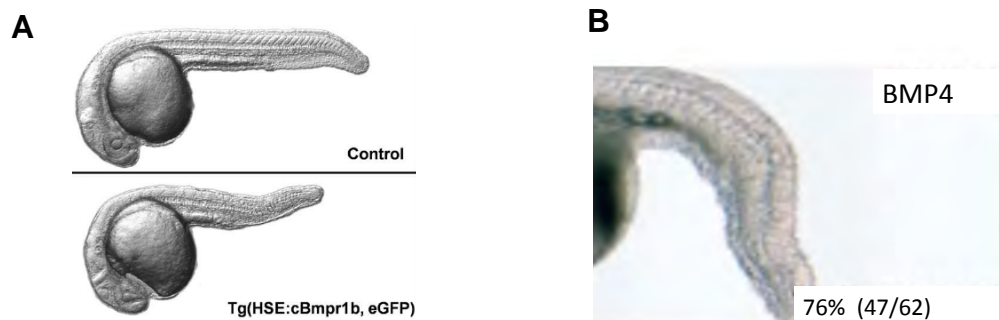 A
Control
Tg(HSE:cBmpr1b, eGFP)
B
BMP4
76% (47/62)